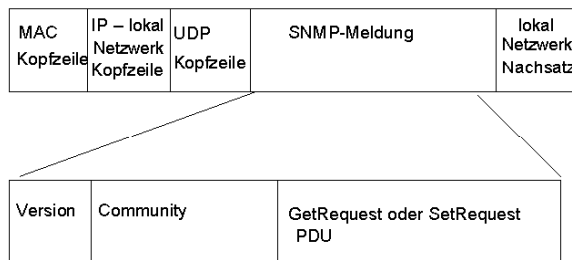 MAC
Kopfzeile
IP – lokal
Netzwerk
Kopfzeile
UDP
Kopfzeile
SNMP-Meldung
lokal
Netzwerk
Nachsatz
Version
Community
GetRequest oder SetRequest
PDU